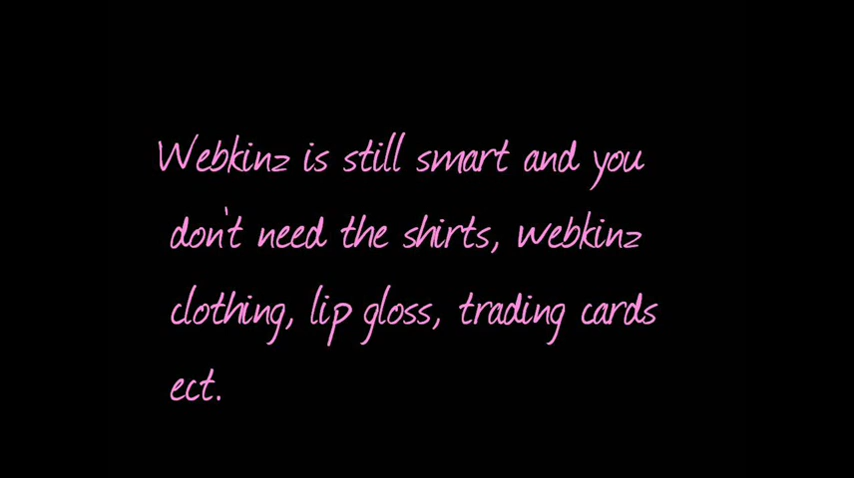 Webkinz is still smart and you
don't need the shirts, webkinz
clothing, lip gloss, trading cards
ect.